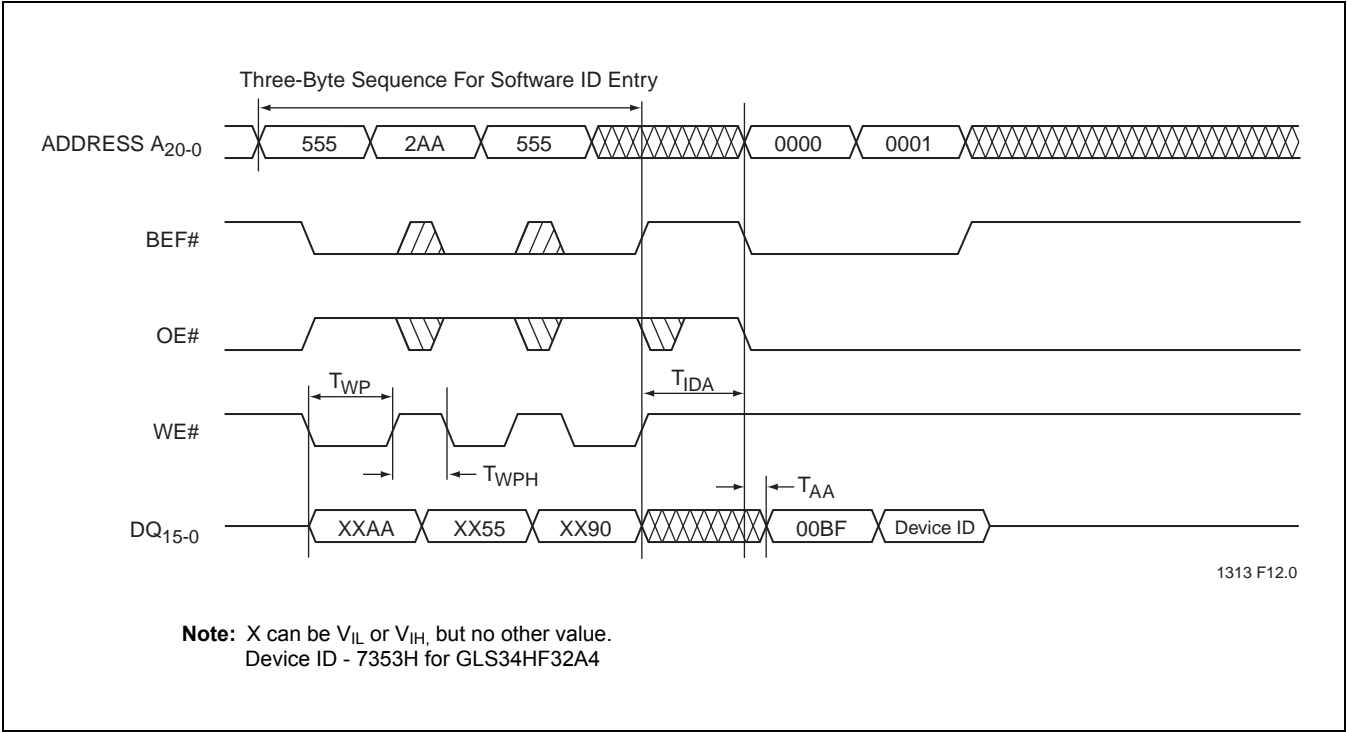 Three-Byte Sequence For Software ID Entry
ADDRESS A20-0 555 2AA 555 0000 0001
BEF#
OE#
TWP TIDA
WE#
TWPH TAA
DQ15-0 XXAA XX55 XX90 00BF Device ID
1313 F12.0
Note: X can be VIL or VIH, but no other value.
Device ID - 7353H for GLS34HF32A4